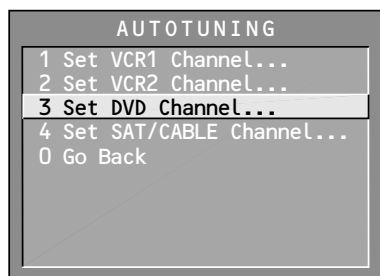 AUTOTUNING
1 Set VCR1 Channel...
2 Set VCR2 Channel...
3 Set DVD Channel...
4 Set SAT/CABLE Channel...
0 Go Back